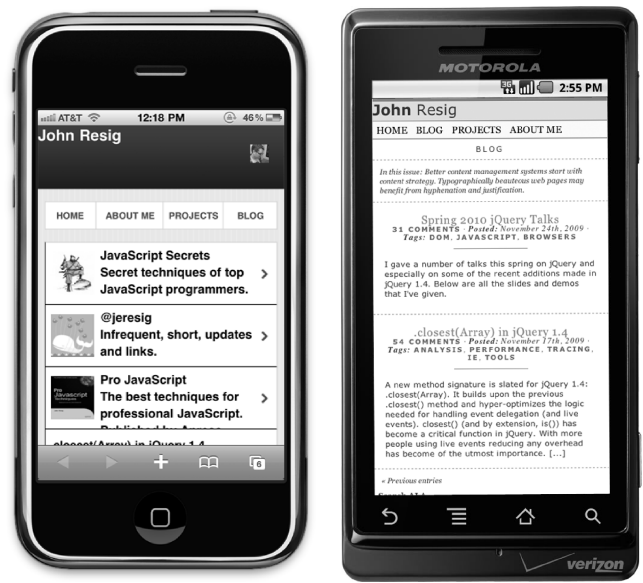 AT&T 12:18 PM 46%
John Resig
HOME ABOUT ME PROJECTS BLOG
JavaScript Secrets
Secret techniques of top
JavaScript programmers.
@jeresig
Infrequent, short, updates
and links.
Pro JavaScript
The best techniques for
professional JavaScript.
.closest(Array) in jQuery 1.4
6
MOTOROLA
3G 2:55 PM
John Resig
HOME BLOG PROJECTS ABOUT ME
BLOG
In this issue: Better content management systems start with
content strategy. Typographically beauteous web pages may
benefit from hyphenation and justification.
Spring 2010 jQuery Talks
31 COMMENTS · Posted: November 24th, 2009 ·
Tags: DOM, JAVASCRIPT, BROWSERS
I gave a number of talks this spring on jQuery and
especially on some of the recent additions made in
jQuery 1.4. Below are all the slides and demos
that I've given.
.closest(Array) in jQuery 1.4
54 COMMENTS · Posted: November 17th, 2009 ·
Tags: ANALYSIS, PERFORMANCE, TRACING,
IE, TOOLS
A new method signature is slated for jQuery 1.4:
.closest(Array). It builds upon the previous
.closest() method and hyper-optimizes the logic
needed for handling event delegation (and live
events). closest() (and by extension, is()) has
become a critical function in jQuery. With more
people using live events reducing any overhead
has become of the utmost importance. [...]
« Previous entries
verizon